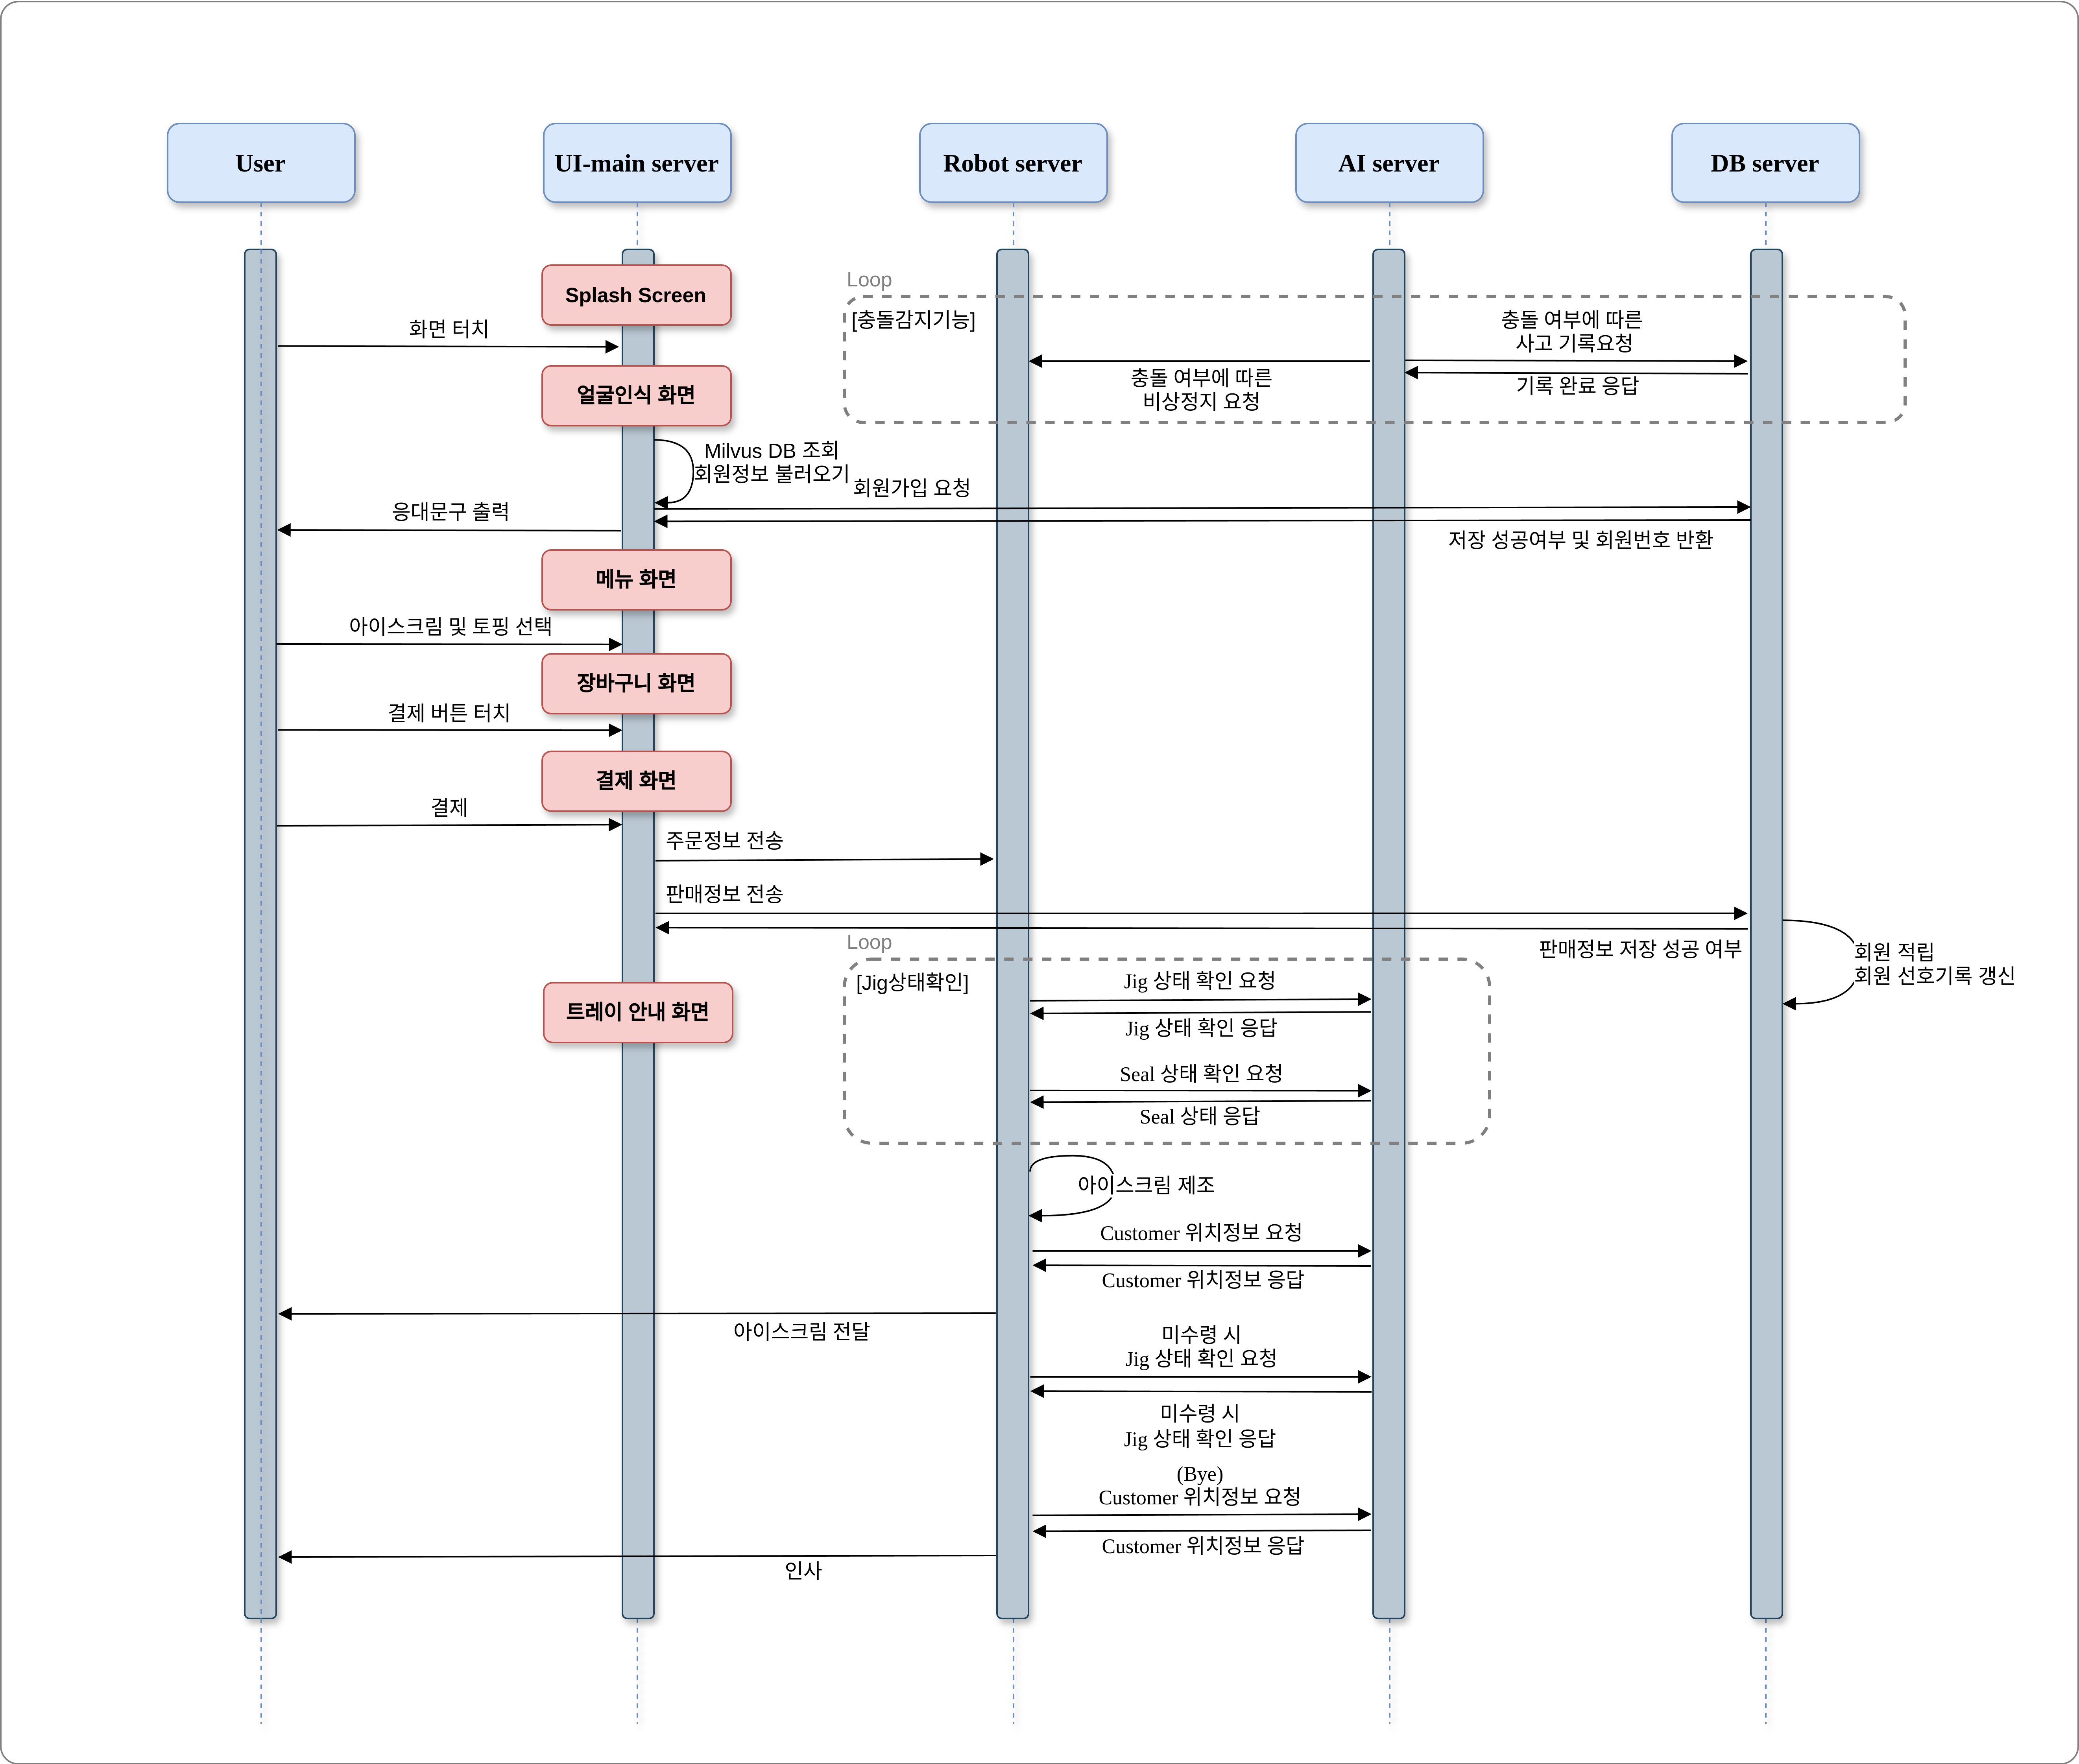 User
UI-main server
Robot server
AI server
DB server
Splash Screen
Loop
[충돌감지기능]
충돌 여부에 따른
사고 기록요청
화면 터치
충돌 여부에 따른
비상정지 요청
기록 완료 응답
얼굴인식 화면
Milvus DB 조회
회원정보 불러오기
회원가입 요청
응대문구 출력
저장 성공여부 및 회원번호 반환
메뉴 화면
아이스크림 및 토핑 선택
장바구니 화면
결제 버튼 터치
결제 화면
결제
주문정보 전송
판매정보 전송
판매정보 저장 성공 여부
회원 적립
회원 선호기록 갱신
Loop
[Jig상태확인]
Jig 상태 확인 요청
트레이 안내 화면
Jig 상태 확인 응답
Seal 상태 확인 요청
Seal 상태 응답
아이스크림 제조
Customer 위치정보 요청
Customer 위치정보 응답
아이스크림 전달
미수령 시
Jig 상태 확인 요청
미수령 시
Jig 상태 확인 응답
(Bye)
Customer 위치정보 요청
Customer 위치정보 응답
인사